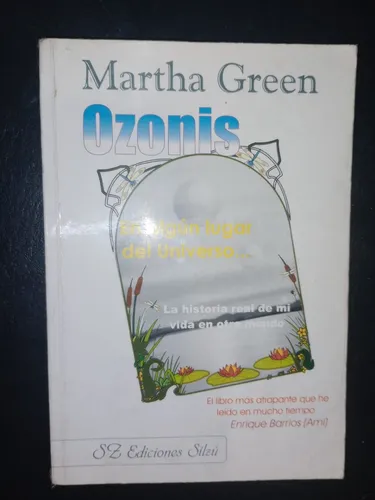 Martha Green
Ozonis
en algún lugar
del Universo...
La historia real de mi
vida en otro mundo
El libro más atrapante que he
leído en mucho tiempo
Enrique Barrios (Ami)
SZ Ediciones Silzú